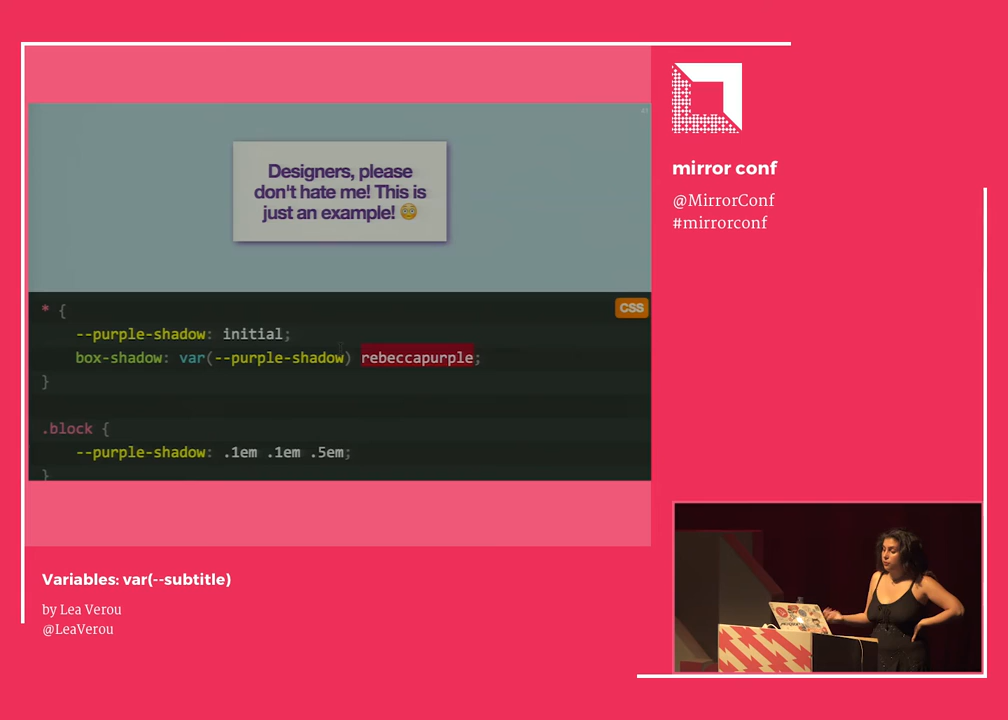 Designers, please
don't hate me! This is
just an example! 😳
CSS
* {
--purple-shadow: initial;
box-shadow: var(--purple-shadow) rebeccapurple;
}
.block {
--purple-shadow: .1em .1em .5em;
}
mirror conf
@MirrorConf
#mirrorconf
Variables: var(--subtitle)
by Lea Verou
@LeaVerou